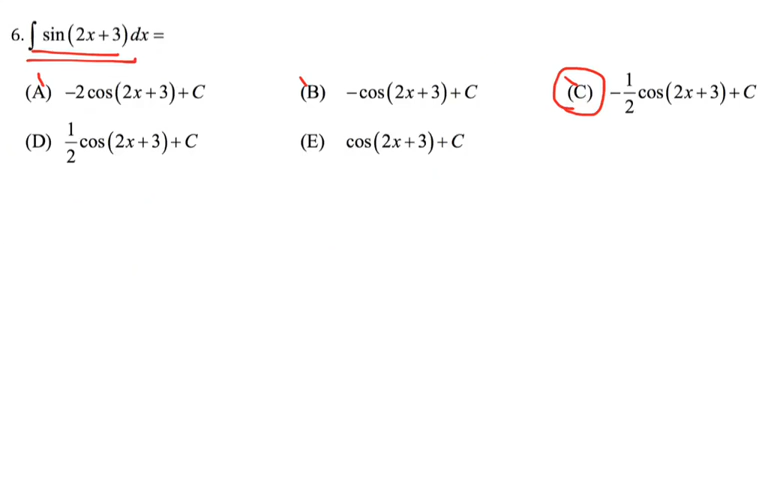 6. ∫ sin(2x+3)dx =
(A) −2cos(2x+3)+C (B) −cos(2x+3)+C (C) −1/2 cos(2x+3)+C
(D) 1/2 cos(2x+3)+C (E) cos(2x+3)+C